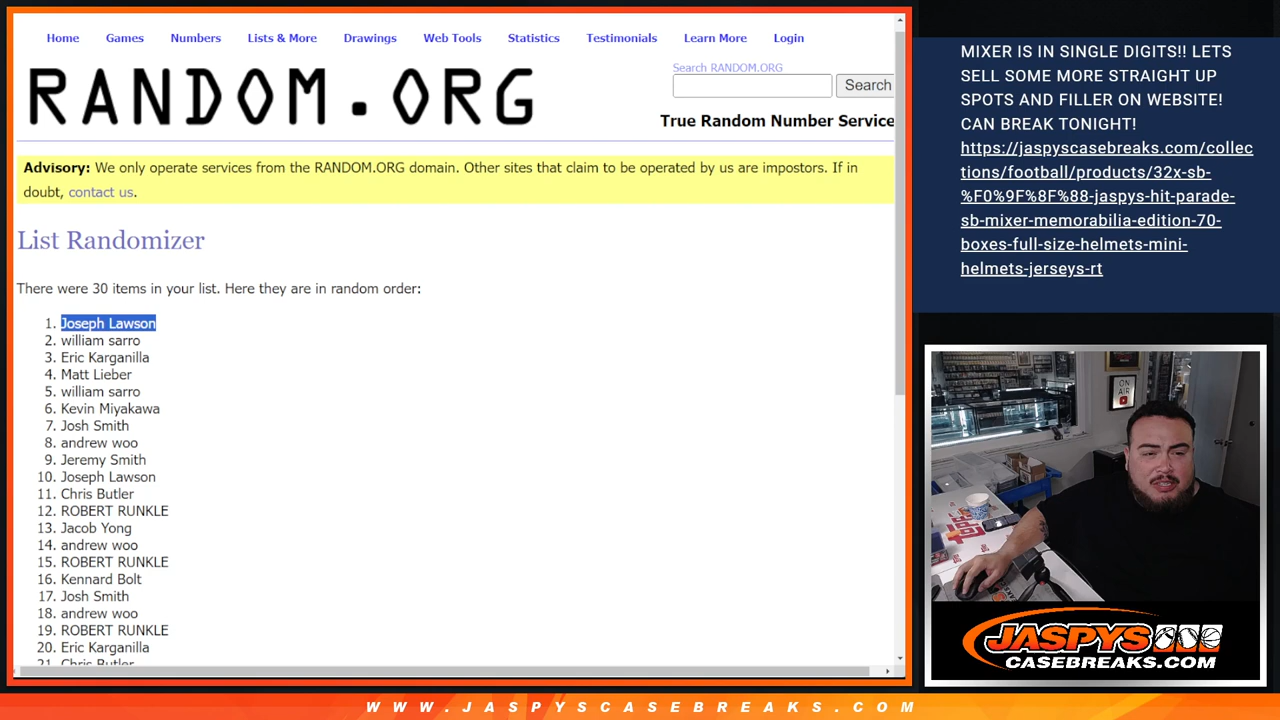 Home Games Numbers Lists & More Drawings Web Tools Statistics Testimonials Learn More Login
RANDOM.ORG
Search RANDOM.ORG
Search
True Random Number Service
Advisory: We only operate services from the RANDOM.ORG domain. Other sites that claim to be operated by us are impostors. If in
doubt, contact us.
List Randomizer
There were 30 items in your list. Here they are in random order:
1. Joseph Lawson
2. william sarro
3. Eric Karganilla
4. Matt Lieber
5. william sarro
6. Kevin Miyakawa
7. Josh Smith
8. andrew woo
9. Jeremy Smith
10. Joseph Lawson
11. Chris Butler
12. ROBERT RUNKLE
13. Jacob Yong
14. andrew woo
15. ROBERT RUNKLE
16. Kennard Bolt
17. Josh Smith
18. andrew woo
19. ROBERT RUNKLE
20. Eric Karganilla
21. Chris Butler
MIXER IS IN SINGLE DIGITS!! LETS
SELL SOME MORE STRAIGHT UP
SPOTS AND FILLER ON WEBSITE!
CAN BREAK TONIGHT!
https://jaspyscasebreaks.com/collec
tions/football/products/32x-sb-
%F0%9F%8F%88-jaspys-hit-parade-
sb-mixer-memorabilia-edition-70-
boxes-full-size-helmets-mini-
helmets-jerseys-rt
ON
AIR
JASPYS
CASEBREAKS.COM
WWW.JASPYSCASEBREAKS.COM